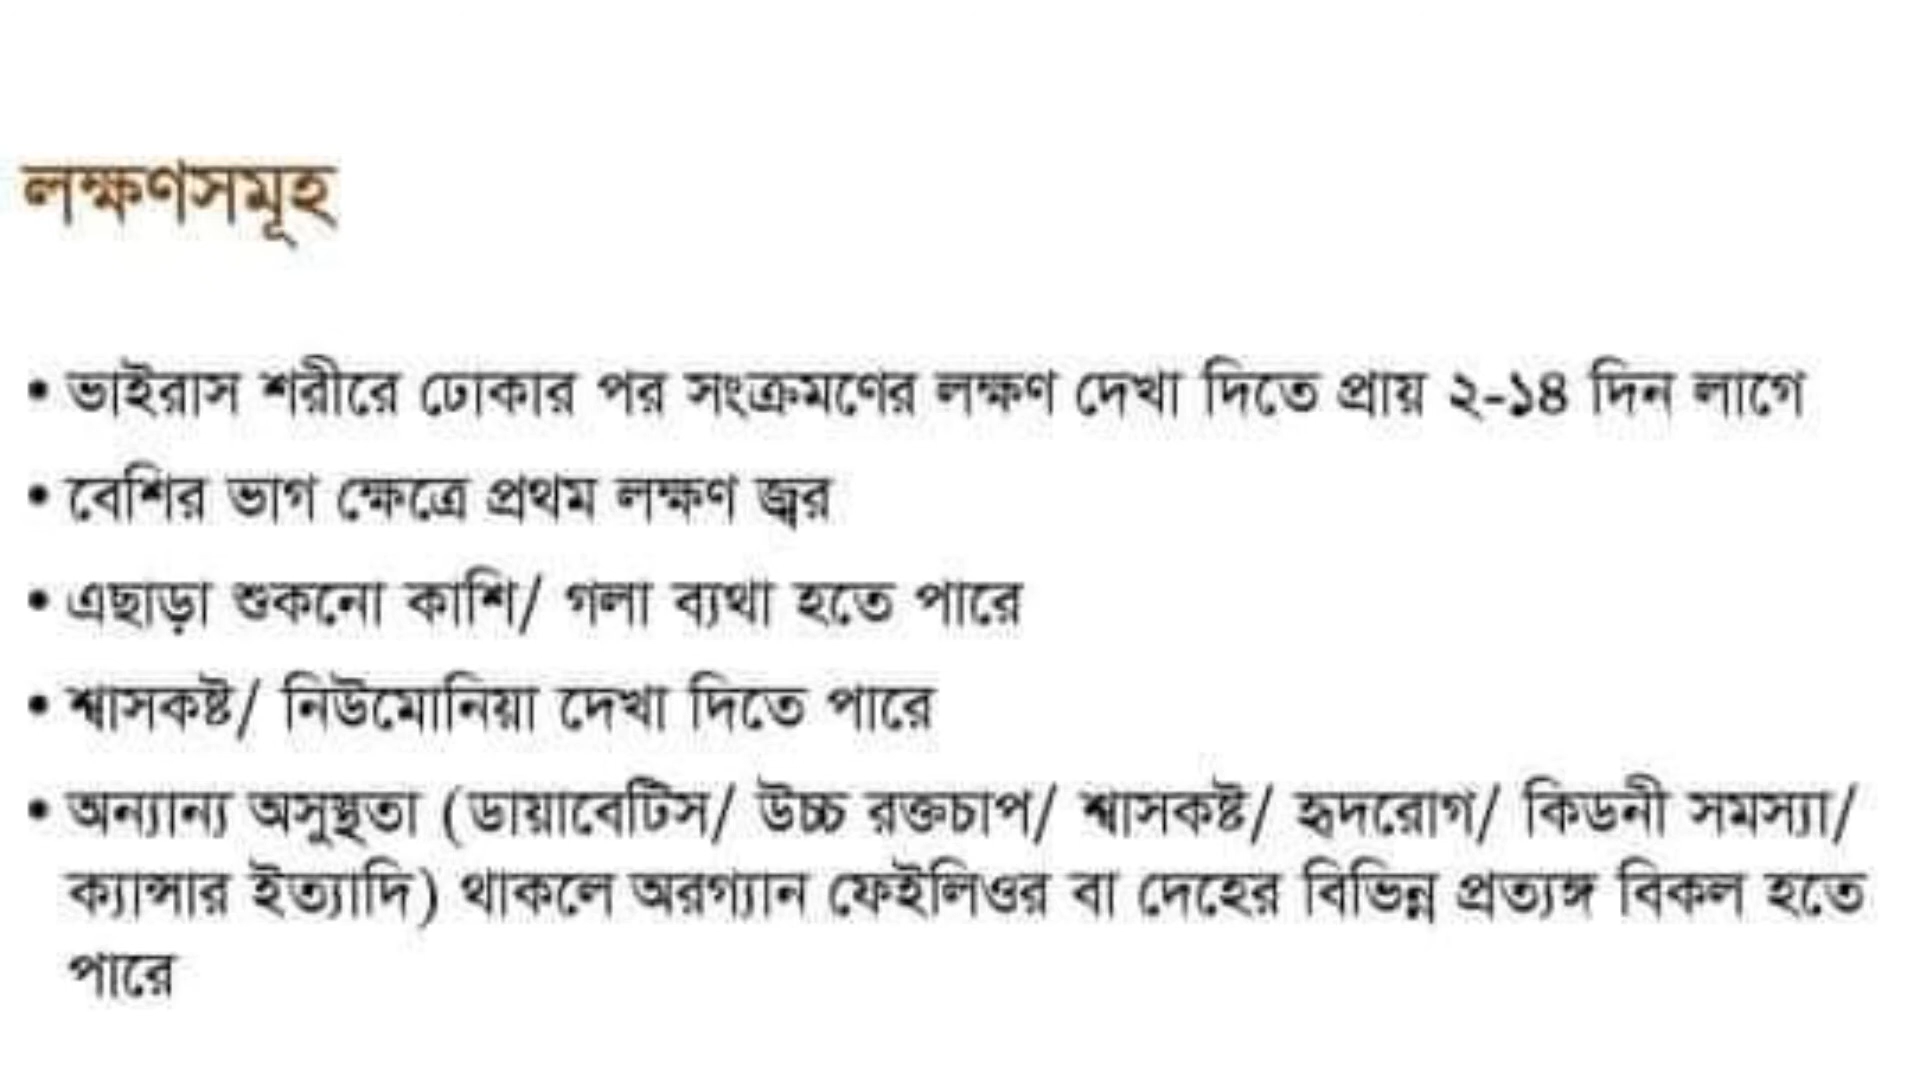 লক্ষণসমূহ
• ভাইরাস শরীরে ঢোকার পর সংক্রমণের লক্ষণ দেখা দিতে প্রায় ২-১৪ দিন লাগে
• বেশির ভাগ ক্ষেত্রে প্রথম লক্ষণ জ্বর
• এছাড়া শুকনো কাশি/ গলা ব্যথা হতে পারে
• শ্বাসকষ্ট/ নিউমোনিয়া দেখা দিতে পারে
• অন্যান্য অসুস্থতা (ডায়াবেটিস/ উচ্চ রক্তচাপ/ শ্বাসকষ্ট/ হৃদরোগ/ কিডনী সমস্যা/
ক্যান্সার ইত্যাদি) থাকলে অরগ্যান ফেইলিওর বা দেহের বিভিন্ন প্রত্যঙ্গ বিকল হতে
পারে